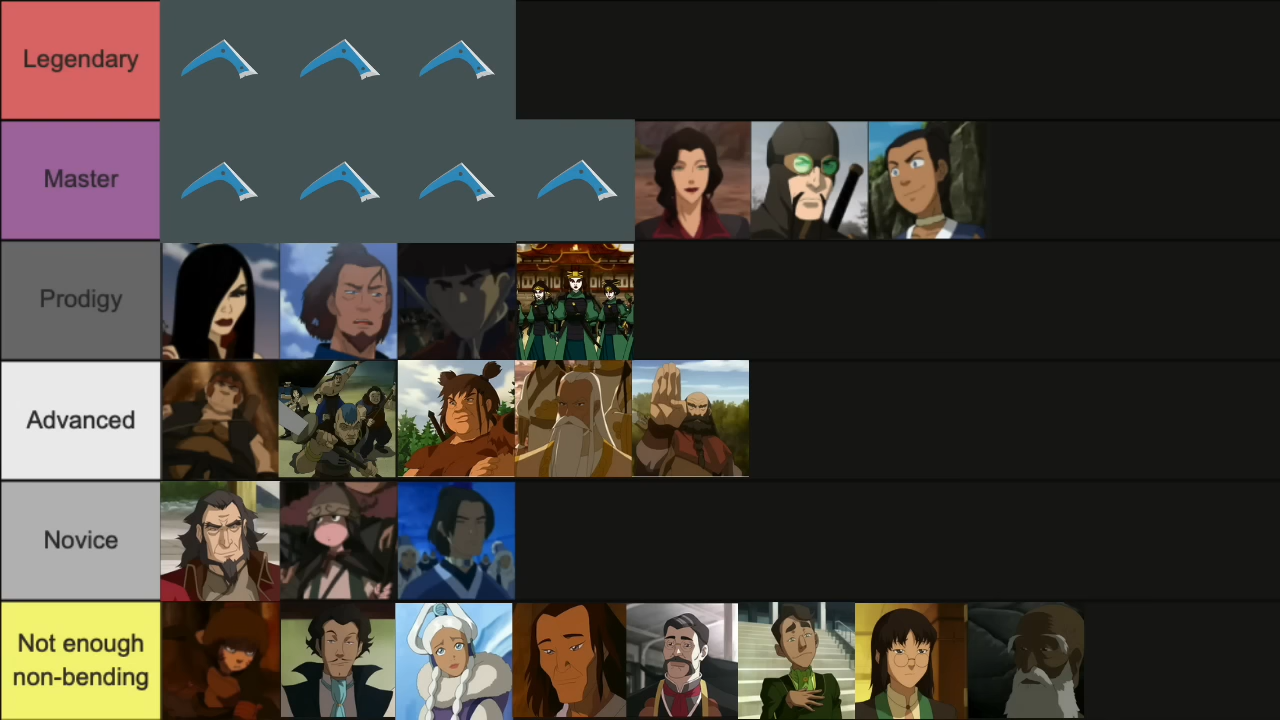 Legendary
Master
Prodigy
Advanced
Novice
Not enough
non-bending